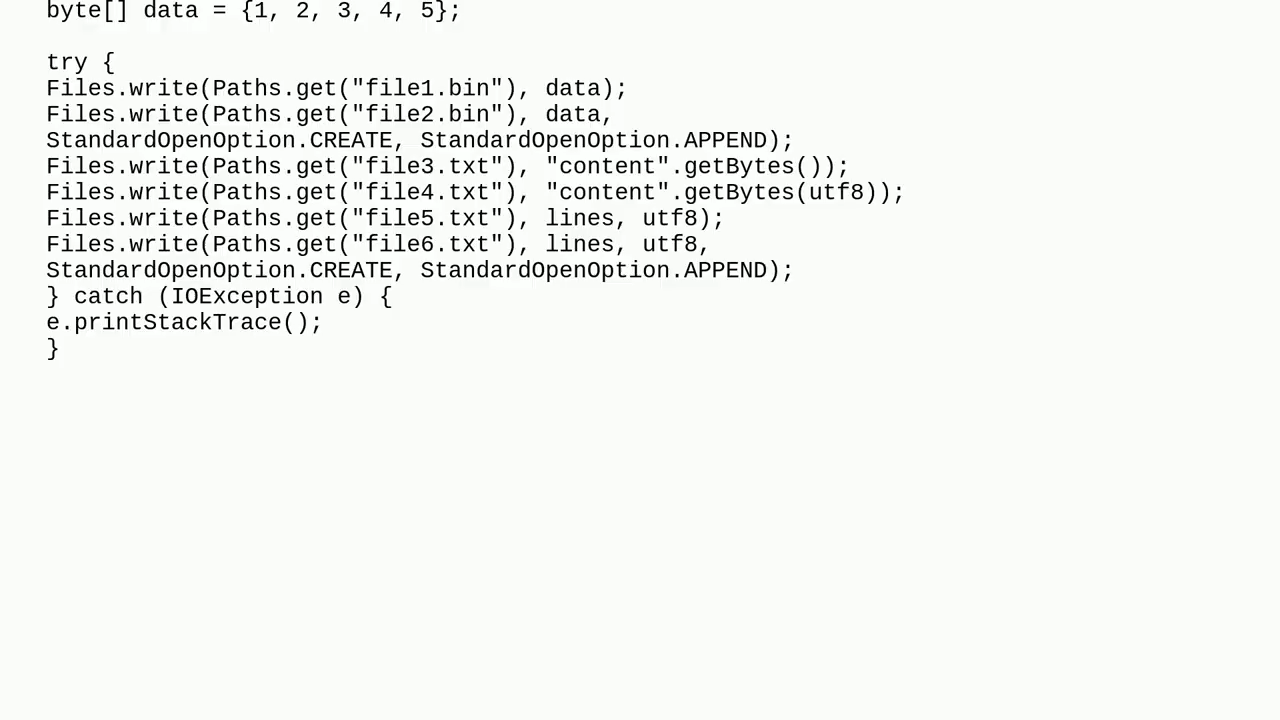 byte[] data = {1, 2, 3, 4, 5};
try {
Files.write(Paths.get("file1.bin"), data);
Files.write(Paths.get("file2.bin"), data,
StandardOpenOption.CREATE, StandardOpenOption.APPEND);
Files.write(Paths.get("file3.txt"), "content".getBytes());
Files.write(Paths.get("file4.txt"), "content".getBytes(utf8));
Files.write(Paths.get("file5.txt"), lines, utf8);
Files.write(Paths.get("file6.txt"), lines, utf8,
StandardOpenOption.CREATE, StandardOpenOption.APPEND);
} catch (IOException e) {
e.printStackTrace();
}